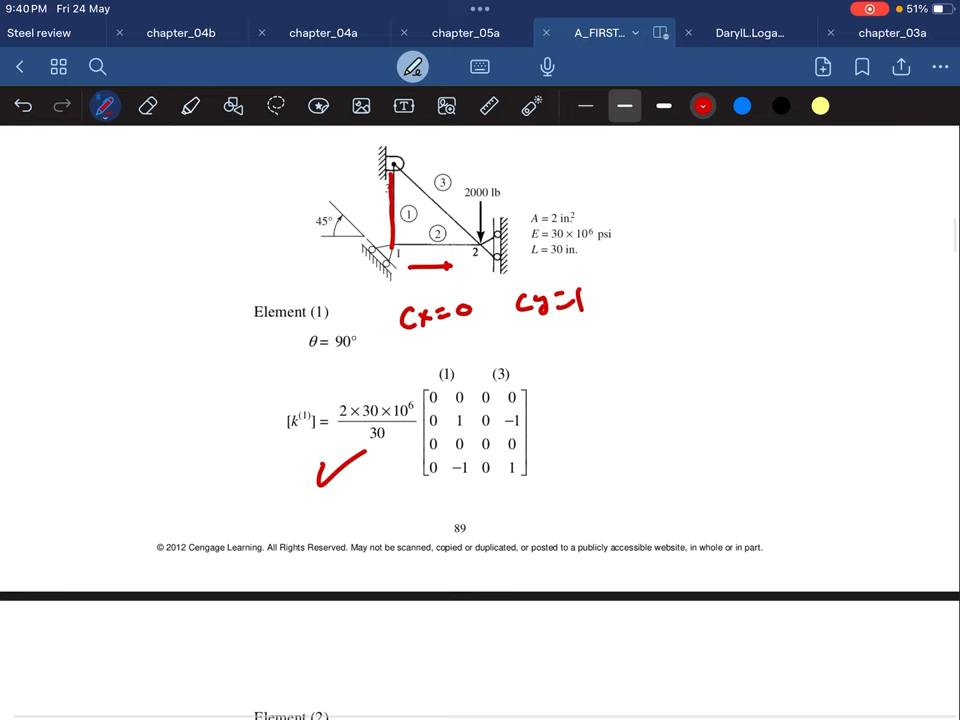 9:40 PM Fri 24 May
51%
Steel review
chapter_04b
chapter_04a
chapter_05a
A_FIRST...
DaryIL.Loga...
chapter_03a
3
3
2000 lb
1
45°
2
1
2
A = 2 in²
E = 30 × 10⁶ psi
L = 30 in.
Element (1)
Cx=0 Cy=1
θ = 90°
(1) (3)
[k⁽¹⁾] = 2 × 30 × 10⁶ / 30
0 0 0 0
0 1 0 −1
0 0 0 0
0 −1 0 1
89
© 2012 Cengage Learning. All Rights Reserved. May not be scanned, copied or duplicated, or posted to a publicly accessible website, in whole or in part.
Element (2)